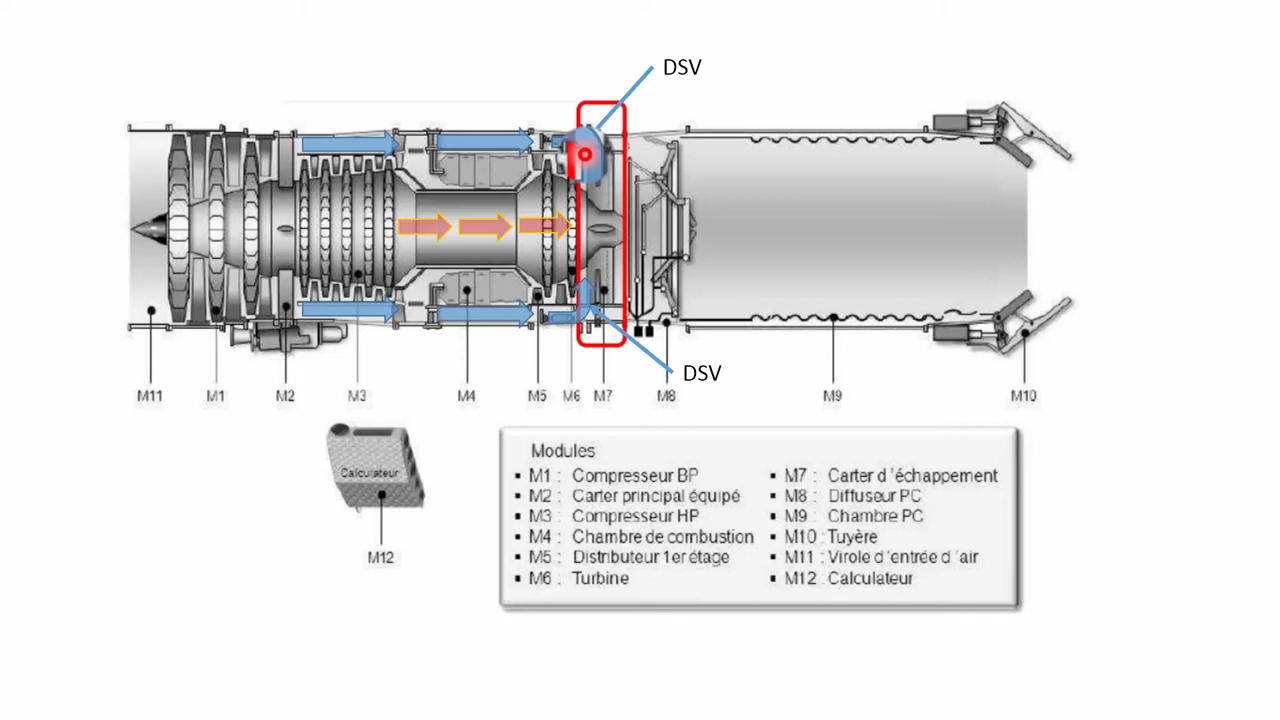 DSV
DSV
M11 M1 M2 M3 M4 M5 M6 M7 M8 M9 M10
Calculateur
M12
Modules
▪ M1 : Compresseur BP
▪ M2 : Carter principal équipé
▪ M3 : Compresseur HP
▪ M4 : Chambre de combustion
▪ M5 : Distributeur 1er étage
▪ M6 : Turbine
▪ M7 : Carter d 'échappement
▪ M8 : Diffuseur PC
▪ M9 : Chambre PC
▪ M10 : Tuyère
▪ M11 : Virole d 'entrée d 'air
▪ M12 : Calculateur